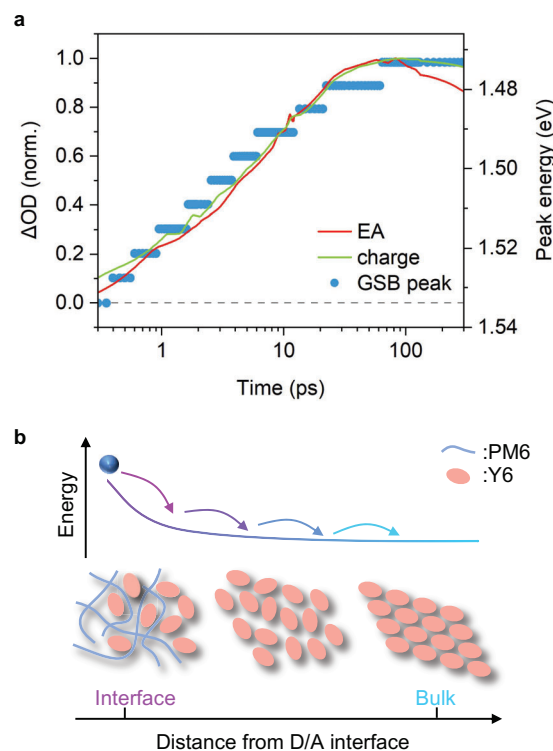 a
1.0
0.8
0.6
0.4
0.2
0.0
ΔOD (norm.)
EA
charge
GSB peak
1.48
1.50
1.52
1.54
Peak energy (eV)
1
10
100
Time (ps)
b
Energy
:PM6
:Y6
Interface
Bulk
Distance from D/A interface